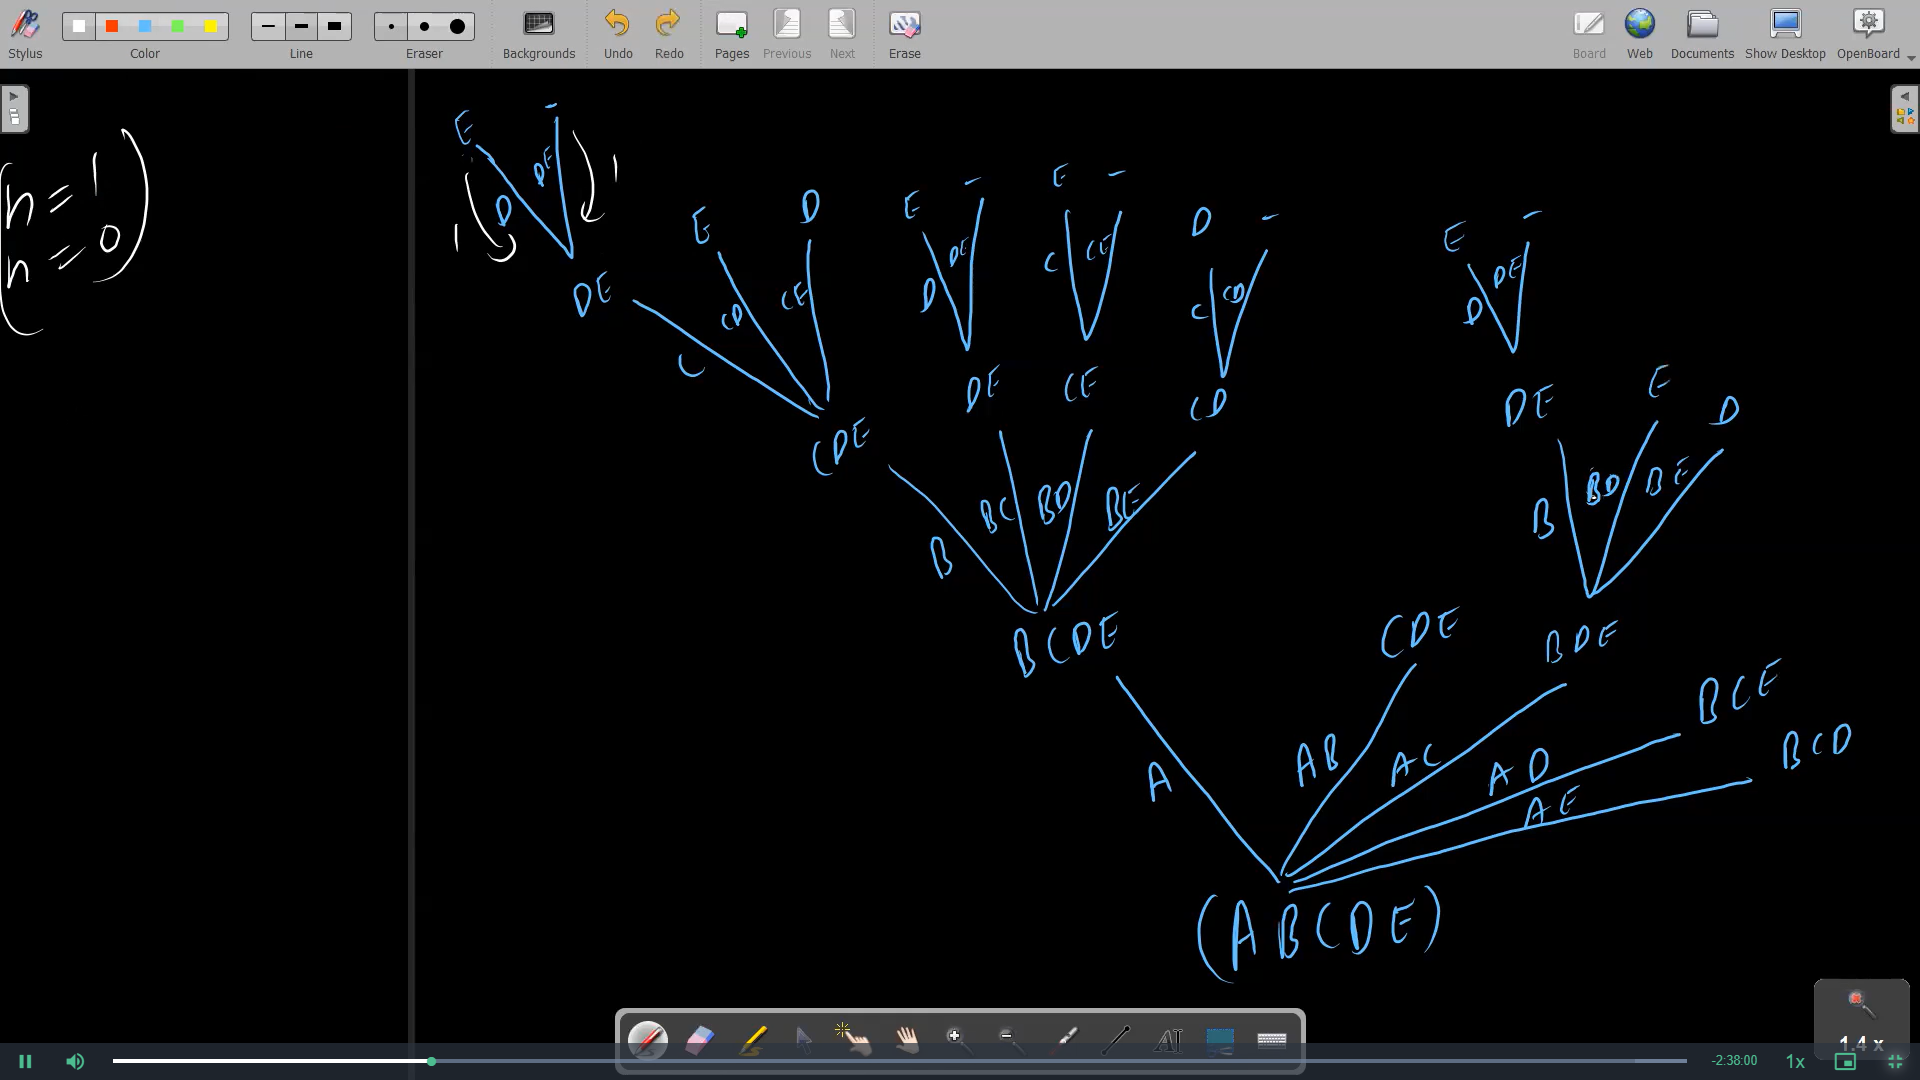 Stylus Color Line Eraser Backgrounds Undo Redo Pages Previous Next Erase Board Web Documents Show Desktop OpenBoard
n = 1
n = 0
E -
D DE
1 1
E D E - E - D - E -
DE C CD CE D DE C CE C CD D DE
CDE DE CE CD DE E D
B BC BD BE B BD BE
BCDE CDE BDE BCE BCD
A AB AC AD AE
(ABCDE)
1.4 x
-2:38:00 1x